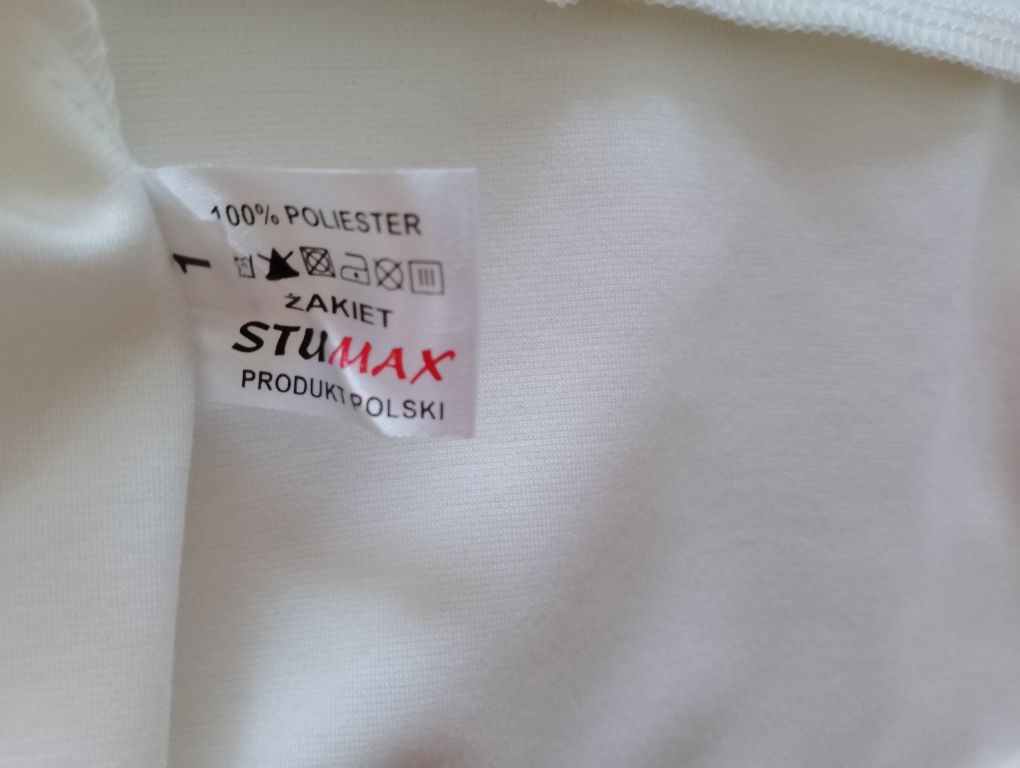 100% POLIESTER
1
ŻAKIET
STUMAX
PRODUKT POLSKI